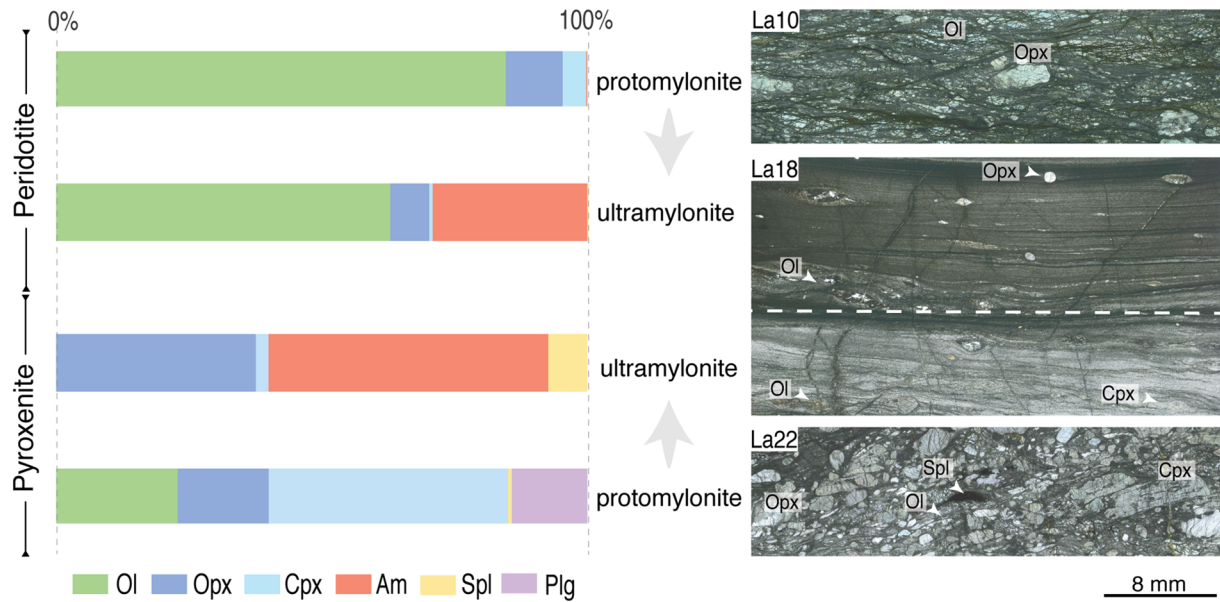 0%
100%
Peridotite
Pyroxenite
protomylonite
ultramylonite
ultramylonite
protomylonite
Ol
Opx
Cpx
Am
Spl
Plg
La10
Ol
Opx
La18
Opx
Ol
Ol
Cpx
La22
Spl
Cpx
Opx
Ol
8 mm